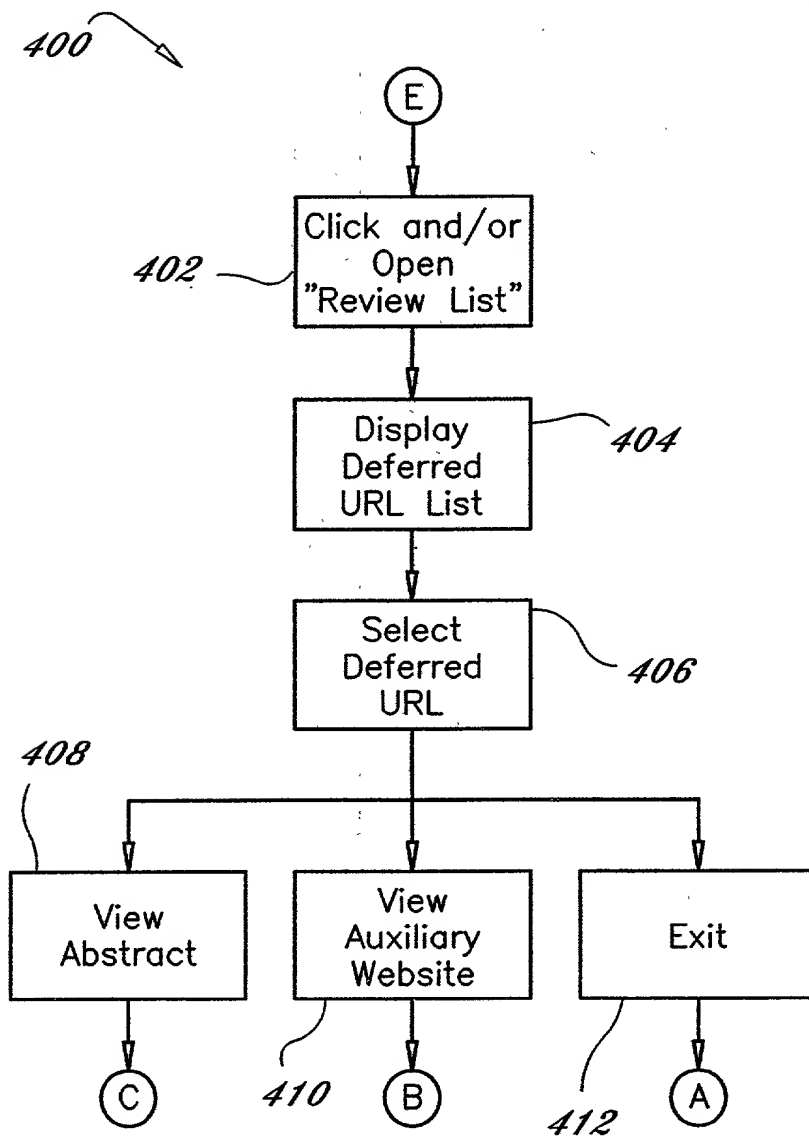 400
E
Click and/or
Open
"Review List"
402
Display
Deferred
URL List
404
Select
Deferred
URL
406
408
View
Abstract
View
Auxiliary
Website
Exit
C
410
B
412
A